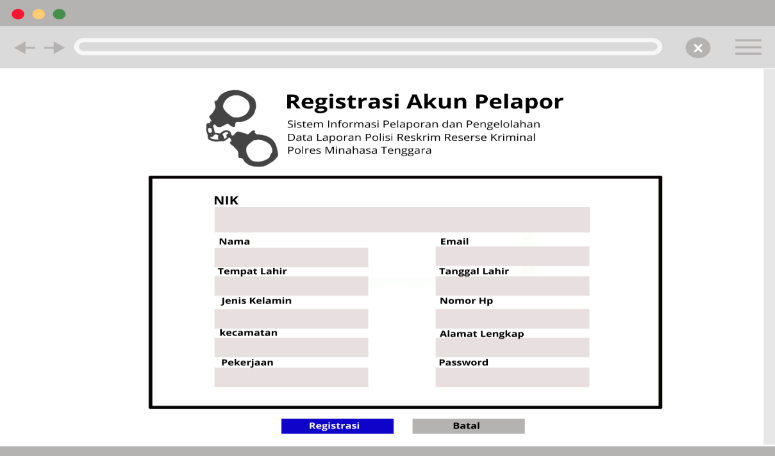 Registrasi Akun Pelapor
Sistem Informasi Pelaporan dan Pengelolahan
Data Laporan Polisi Reskrim Reserse Kriminal
Polres Minahasa Tenggara
NIK
Nama
Email
Tempat Lahir
Tanggal Lahir
Jenis Kelamin
Nomor Hp
kecamatan
Alamat Lengkap
Pekerjaan
Password
Registrasi
Batal